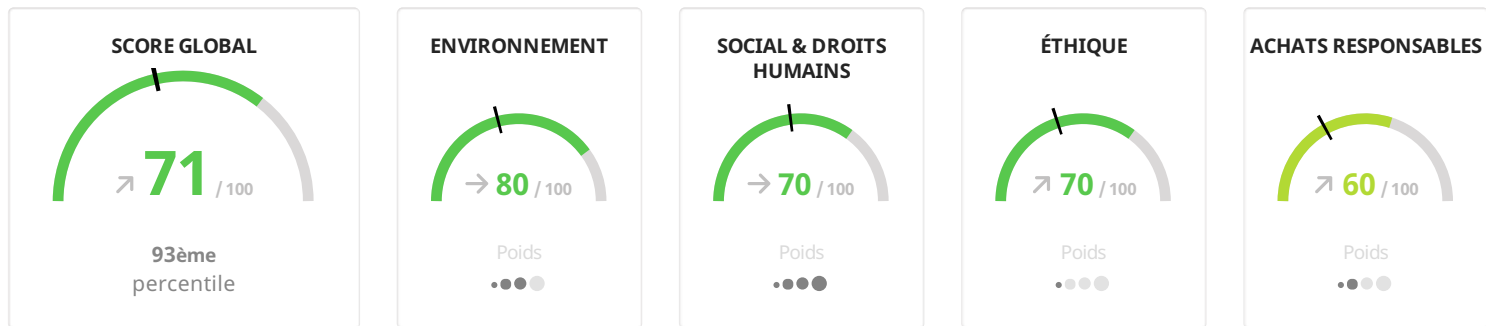 SCORE GLOBAL
71 / 100
93ème
percentile
ENVIRONNEMENT
80 / 100
Poids
SOCIAL & DROITS
HUMAINS
70 / 100
Poids
ÉTHIQUE
70 / 100
Poids
ACHATS RESPONSABLES
60 / 100
Poids